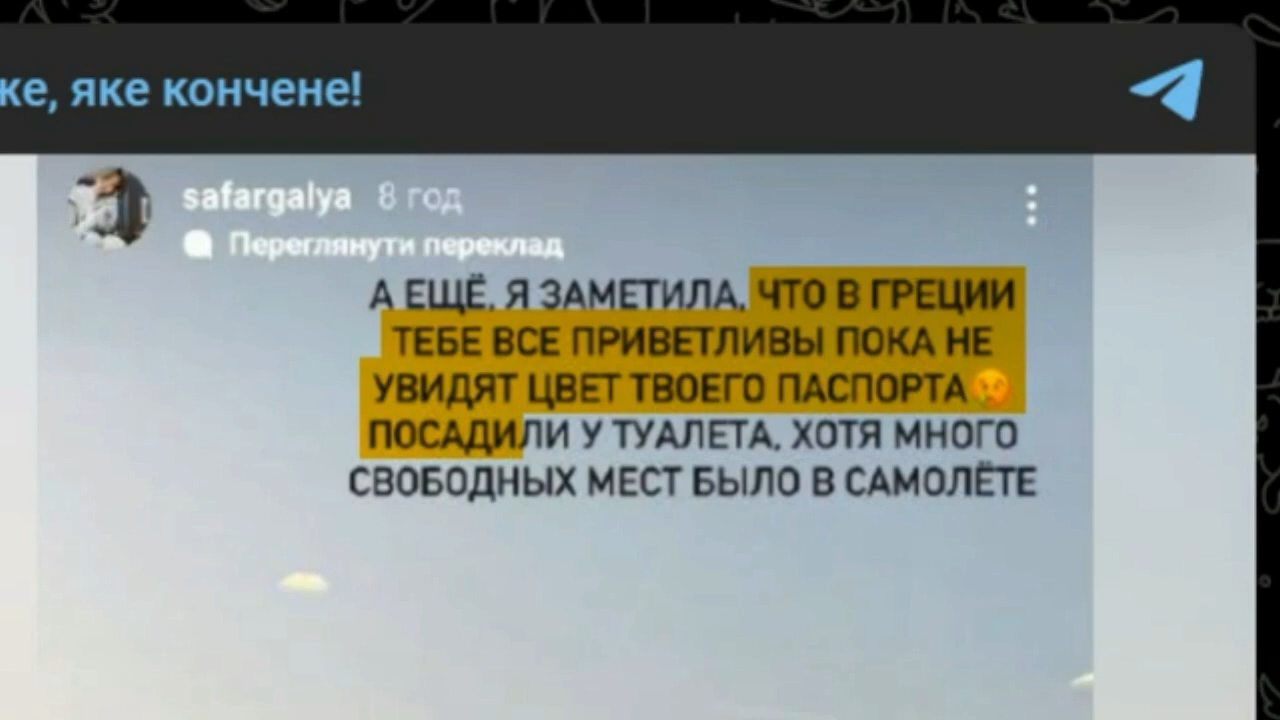 же, яке кончене!
safargalya 8 год
Переглянути переклад
А ЕЩЁ, Я ЗАМЕТИЛА, ЧТО В ГРЕЦИИ
ТЕБЕ ВСЕ ПРИВЕТЛИВЫ ПОКА НЕ
УВИДЯТ ЦВЕТ ТВОЕГО ПАСПОРТА
ПОСАДИЛИ У ТУАЛЕТА, ХОТЯ МНОГО
СВОБОДНЫХ МЕСТ БЫЛО В САМОЛЁТЕ